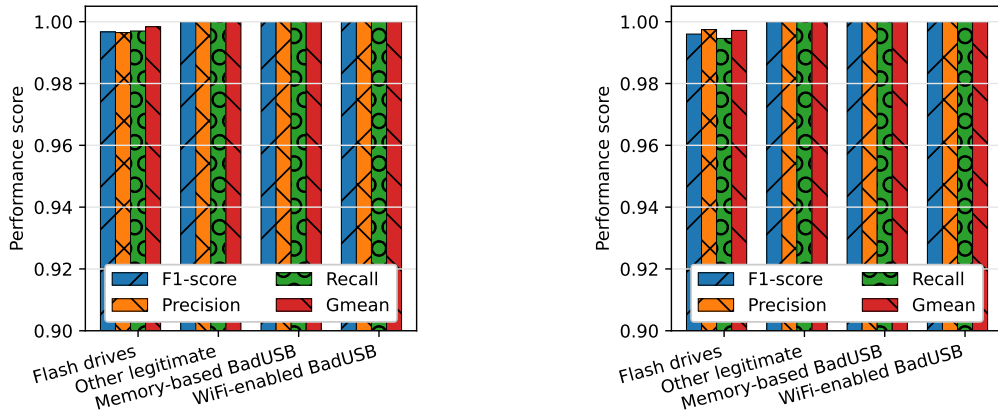 Performance score
1.00
0.98
0.96
0.94
0.92
0.90
F1-score
Precision
Recall
Gmean
Flash drives
Other legitimate
Memory-based BadUSB
WiFi-enabled BadUSB
Performance score
1.00
0.98
0.96
0.94
0.92
0.90
F1-score
Precision
Recall
Gmean
Flash drives
Other legitimate
Memory-based BadUSB
WiFi-enabled BadUSB